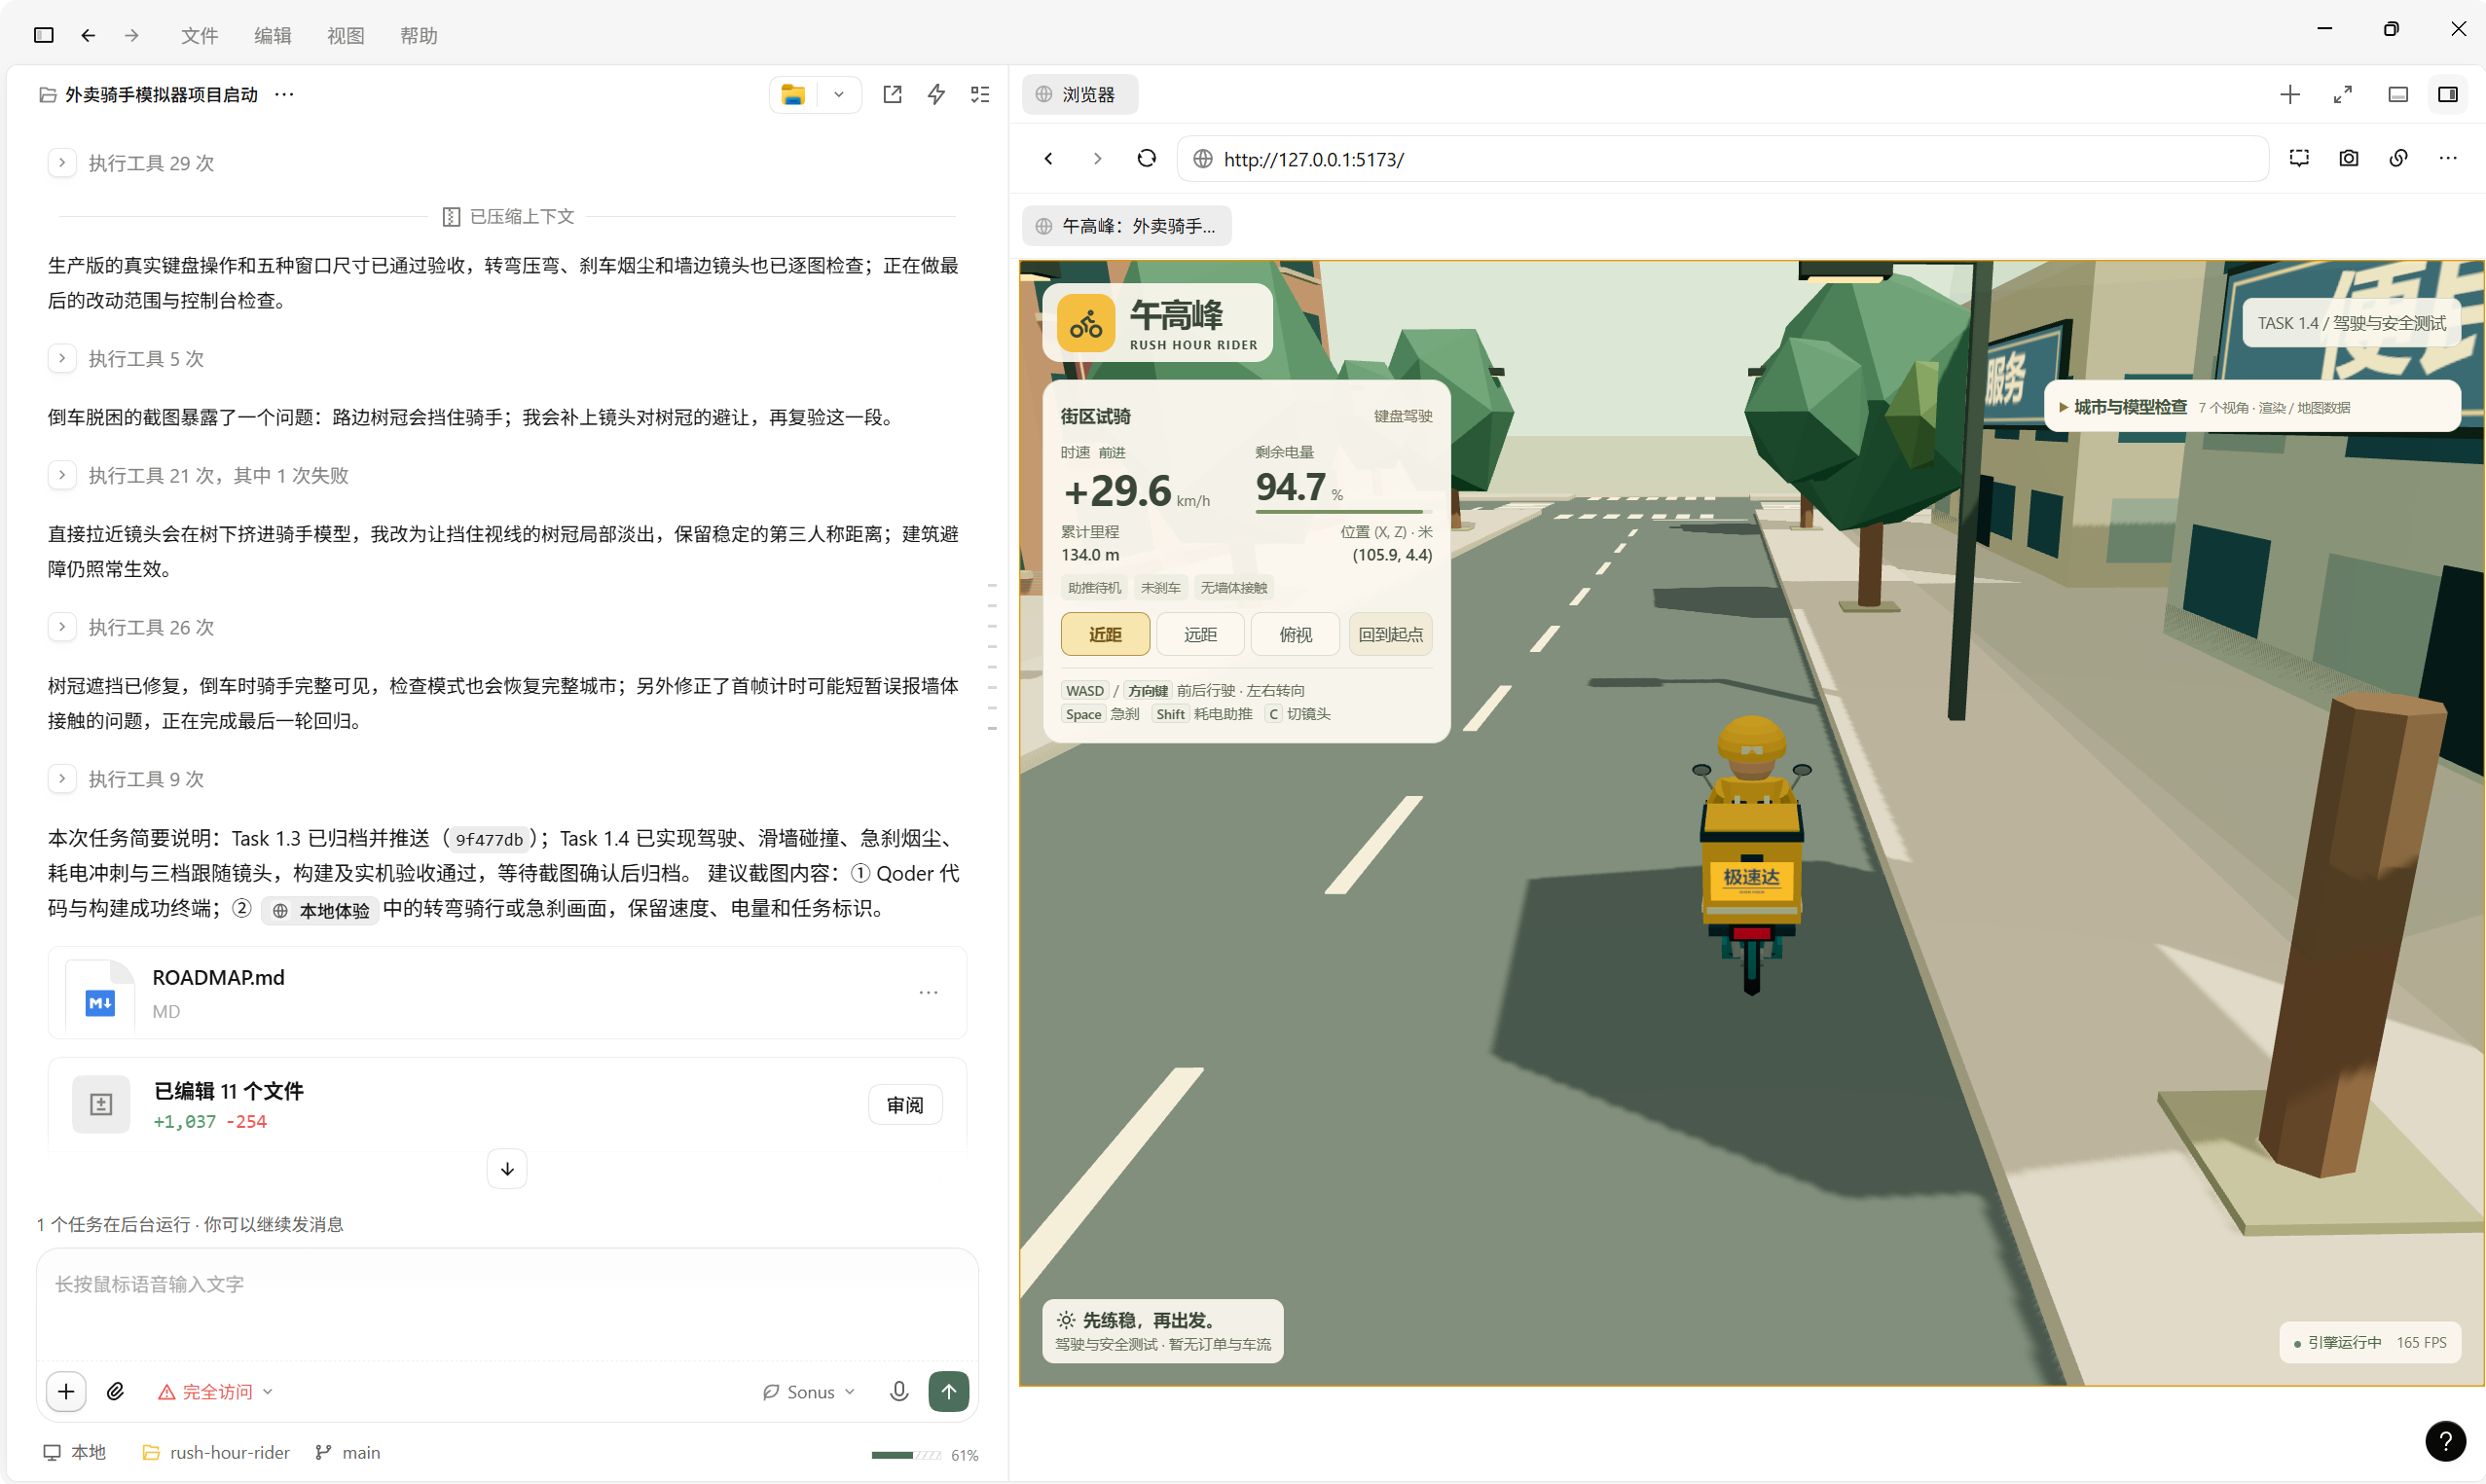 文件 编辑 视图 帮助
外卖骑手模拟器项目启动 ···
执行工具 29 次
已压缩上下文
生产版的真实键盘操作和五种窗口尺寸已通过验收，转弯压弯、刹车烟尘和墙边镜头也已逐图检查；正在做最
后的改动范围与控制台检查。
执行工具 5 次
倒车脱困的截图暴露了一个问题：路边树冠会挡住骑手；我会补上镜头对树冠的避让，再复验这一段。
执行工具 21 次，其中 1 次失败
直接拉近镜头会在树下挤进骑手模型，我改为让挡住视线的树冠局部淡出，保留稳定的第三人称距离；建筑避
障仍照常生效。
执行工具 26 次
树冠遮挡已修复，倒车时骑手完整可见，检查模式也会恢复完整城市；另外修正了首帧计时可能短暂误报墙体
接触的问题，正在完成最后一轮回归。
执行工具 9 次
本次任务简要说明：Task 1.3 已归档并推送（9f477db）；Task 1.4 已实现驾驶、滑墙碰撞、急刹烟尘、
耗电冲刺与三档跟随镜头，构建及实机验收通过，等待截图确认后归档。 建议截图内容：① Qoder 代
码与构建成功终端；② 本地体验 中的转弯骑行或急刹画面，保留速度、电量和任务标识。
ROADMAP.md
MD
已编辑 11 个文件
+1,037 -254
审阅
1 个任务在后台运行 · 你可以继续发消息
长按鼠标语音输入文字
完全访问
Sonus
本地 rush-hour-rider main
61%
浏览器
http://127.0.0.1:5173/
午高峰：外卖骑手...
午高峰
RUSH HOUR RIDER
TASK 1.4 / 驾驶与安全测试
城市与模型检查 7 个视角 · 渲染 / 地图数据
街区试骑 键盘驾驶
时速 前进 剩余电量
+29.6 km/h 94.7 %
累计里程 位置 (X, Z) · 米
134.0 m (105.9, 4.4)
助推待机 未刹车 无墙体接触
近距 远距 俯视 回到起点
WASD / 方向键 前后行驶 · 左右转向
Space 急刹 Shift 耗电助推 C 切镜头
服务
便
极速达
先练稳，再出发。
驾驶与安全测试 · 暂无订单与车流
引擎运行中 165 FPS
?